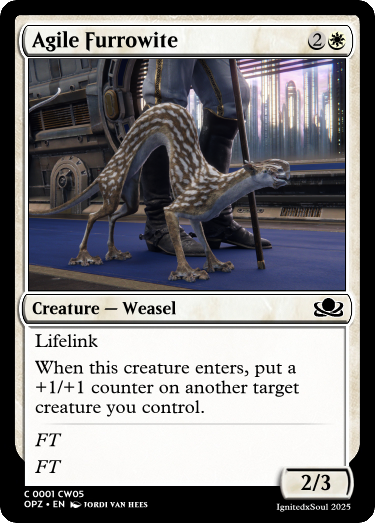 Agile Furrowite 2
Creature — Weasel
Lifelink
When this creature enters, put a
+1/+1 counter on another target
creature you control.
FT
FT
2/3
C 0001 CW05
OPZ • EN JORDI VAN HEES
IgnitedxSoul 2025